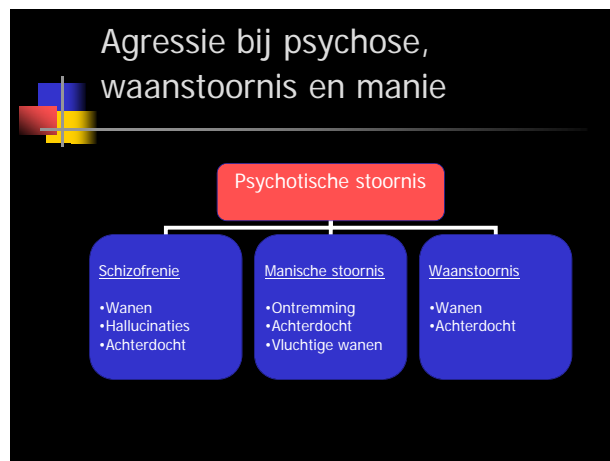 Agressie bij psychose,
waanstoornis en manie
Psychotische stoornis
Schizofrenie
•Wanen
•Hallucinaties
•Achterdocht
Manische stoornis
•Ontremming
•Achterdocht
•Vluchtige wanen
Waanstoornis
•Wanen
•Achterdocht